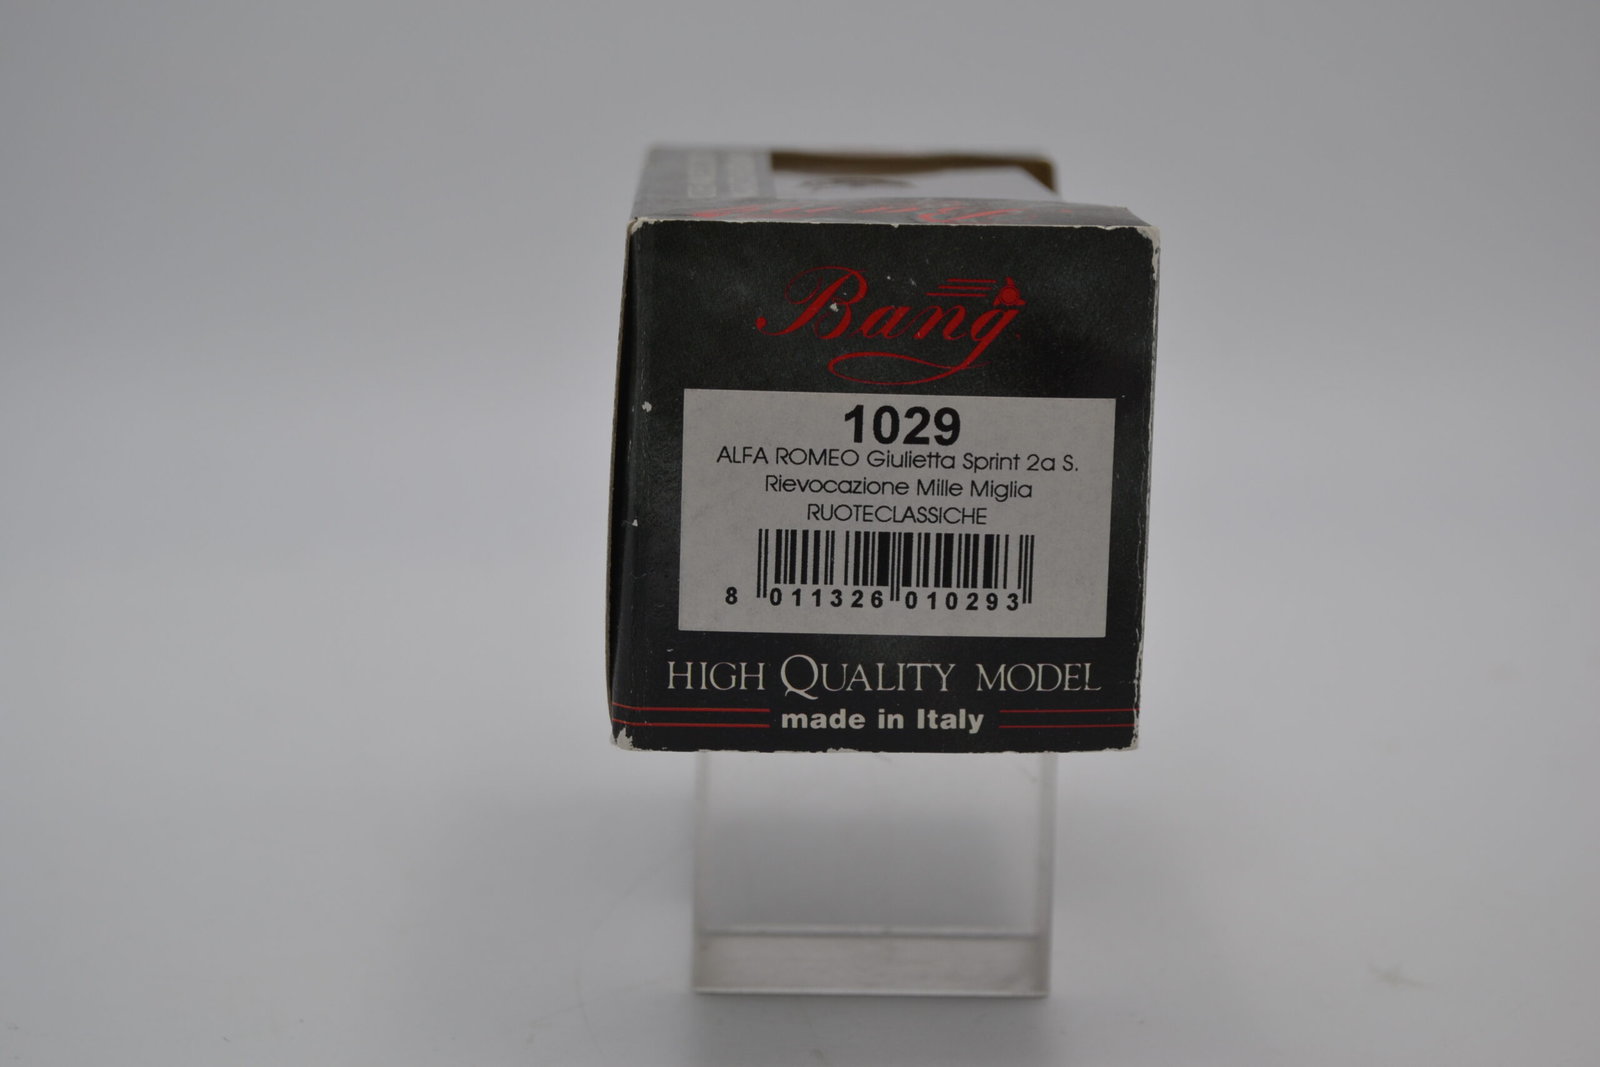 Bang
1029
ALFA ROMEO Giulietta Sprint 2a S.
Rievocazione Mille Miglia
RUOTECLASSICHE
8 011326 010293
HIGH QUALITY MODEL
made in Italy